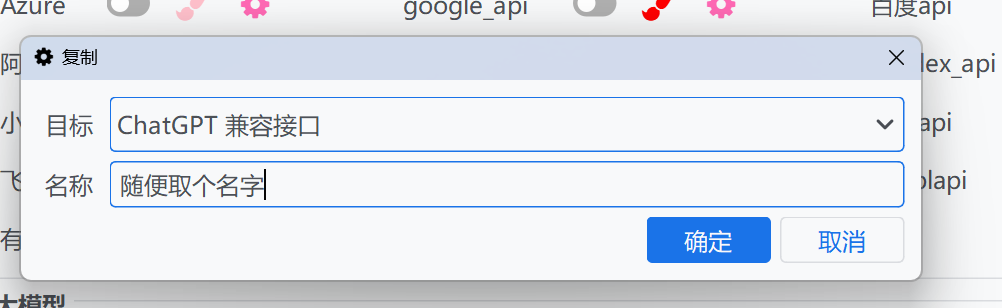 Azure google_api 百度api
复制
阿 lex_api
目标 ChatGPT 兼容接口
小 api
名称 随便取个名字
飞 plapi
有 确定 取消
大模型